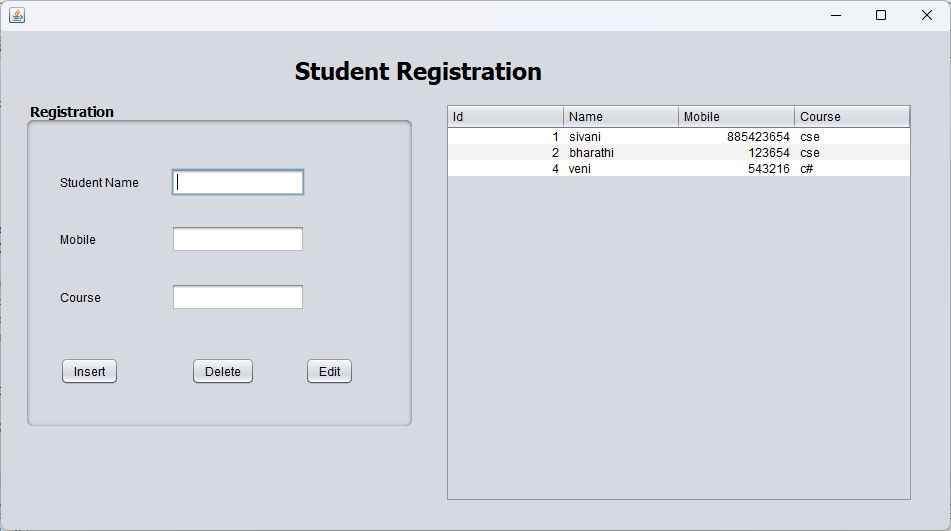 Student Registration
Registration
Student Name
Mobile
Course
Insert Delete Edit
Id Name Mobile Course
1 sivani 885423654 cse
2 bharathi 123654 cse
4 veni 543216 c#